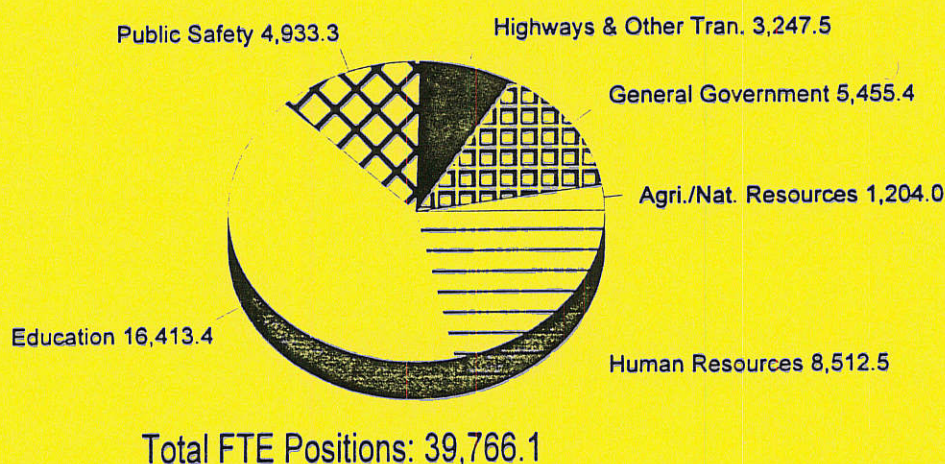 Public Safety 4,933.3
Highways & Other Tran. 3,247.5
General Government 5,455.4
Agri./Nat. Resources 1,204.0
Education 16,413.4
Human Resources 8,512.5
Total FTE Positions: 39,766.1